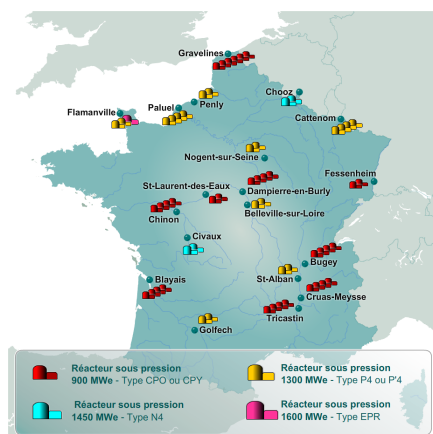 Gravelines
Chooz
Penly
Paluel
Flamanville
Cattenom
Nogent-sur-Seine
Fessenheim
St-Laurent-des-Eaux
Dampierre-en-Burly
Belleville-sur-Loire
Chinon
Civaux
Bugey
Blayais
St-Alban
Cruas-Meysse
Tricastin
Golfech
Réacteur sous pression
900 MWe - Type CPO ou CPY
Réacteur sous pression
1300 MWe - Type P4 ou P'4
Réacteur sous pression
1450 MWe - Type N4
Réacteur sous pression
1600 MWe - Type EPR